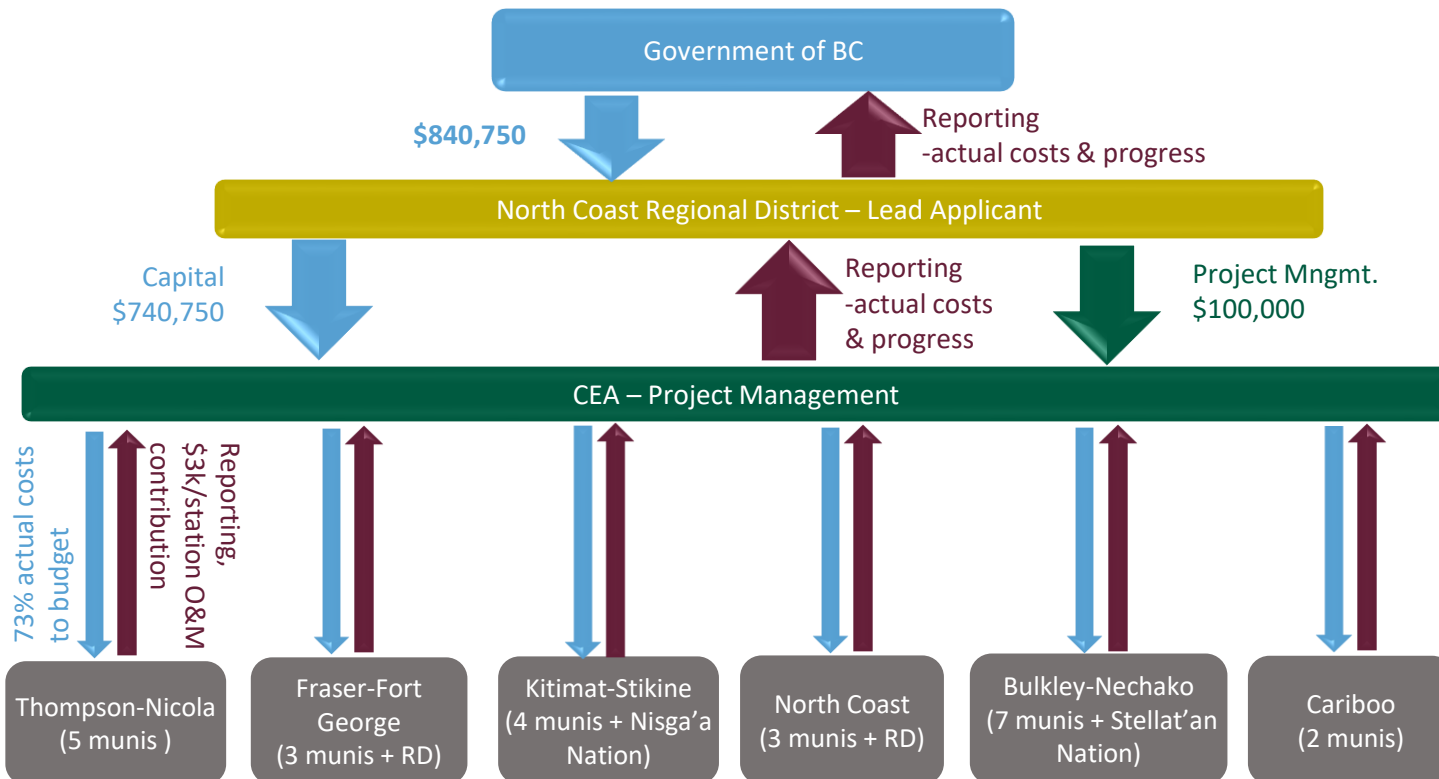 Government of BC
$840,750
Reporting
-actual costs & progress
North Coast Regional District – Lead Applicant
Capital
$740,750
Reporting
-actual costs
& progress
Project Mngmt.
$100,000
CEA – Project Management
73% actual costs
to budget
Reporting,
$3k/station O&M
contribution
Thompson-Nicola
(5 munis )
Fraser-Fort
George
(3 munis + RD)
Kitimat-Stikine
(4 munis + Nisga’a
Nation)
North Coast
(3 munis + RD)
Bulkley-Nechako
(7 munis + Stellat’an
Nation)
Cariboo
(2 munis)